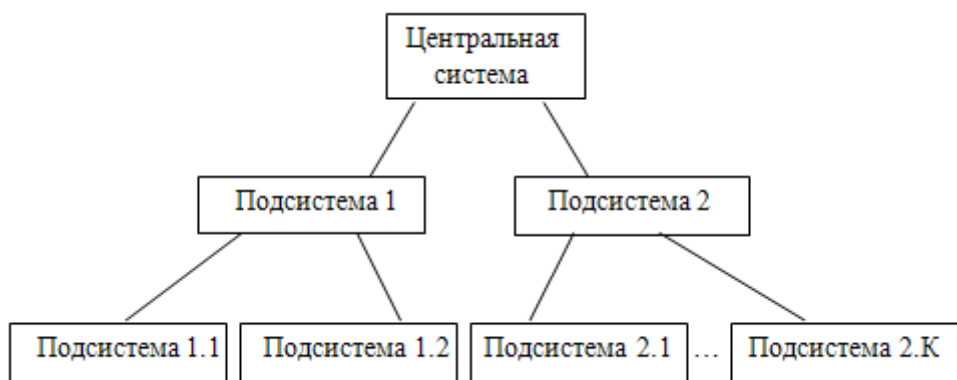 Центральная
система
Подсистема 1
Подсистема 2
Подсистема 1.1
Подсистема 1.2
Подсистема 2.1
...
Подсистема 2.К